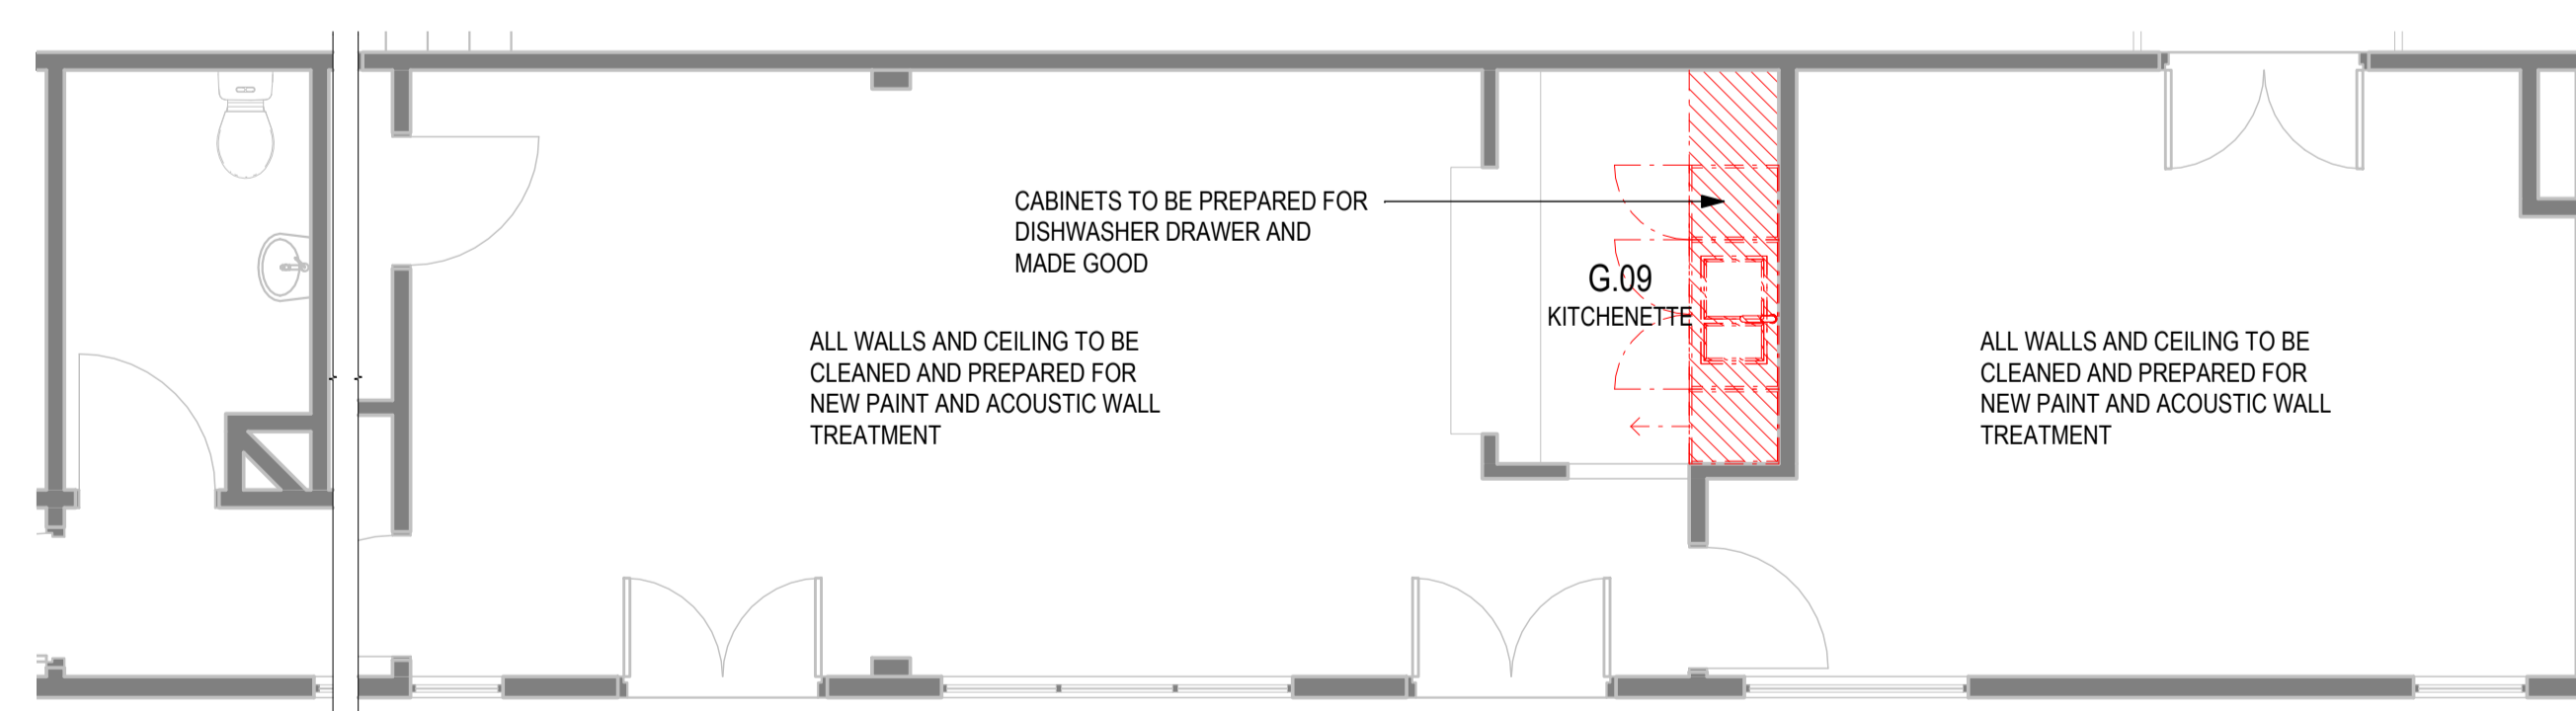 CABINETS TO BE PREPARED FOR
DISHWASHER DRAWER AND
MADE GOOD
G.09
KITCHENETTE
ALL WALLS AND CEILING TO BE
CLEANED AND PREPARED FOR
NEW PAINT AND ACOUSTIC WALL
TREATMENT
ALL WALLS AND CEILING TO BE
CLEANED AND PREPARED FOR
NEW PAINT AND ACOUSTIC WALL
TREATMENT